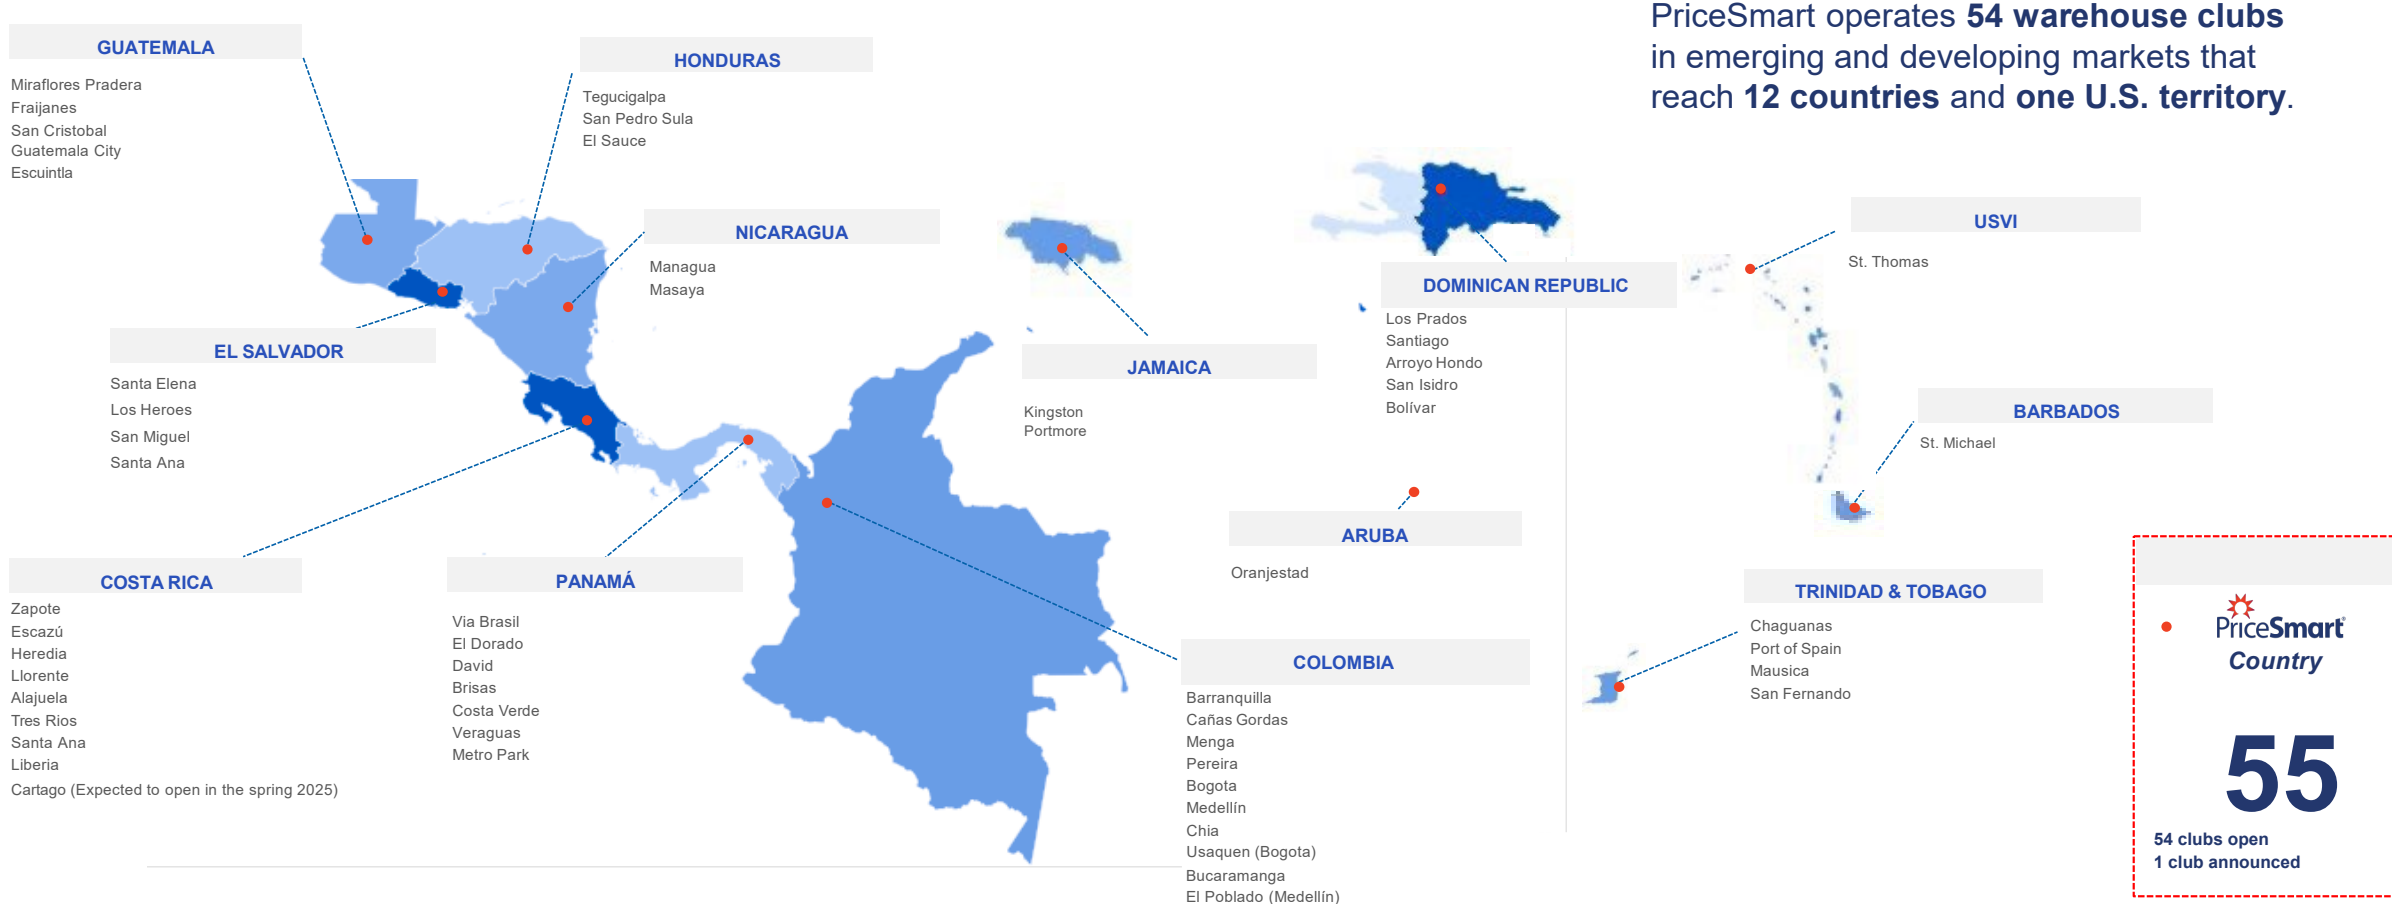 PriceSmart operates 54 warehouse clubs
in emerging and developing markets that
reach 12 countries and one U.S. territory.
GUATEMALA
Miraflores Pradera
Fraijanes
San Cristobal
Guatemala City
Escuintla
HONDURAS
Tegucigalpa
San Pedro Sula
El Sauce
NICARAGUA
Managua
Masaya
EL SALVADOR
Santa Elena
Los Heroes
San Miguel
Santa Ana
JAMAICA
Kingston
Portmore
DOMINICAN REPUBLIC
Los Prados
Santiago
Arroyo Hondo
San Isidro
Bolívar
USVI
St. Thomas
BARBADOS
St. Michael
ARUBA
Oranjestad
COSTA RICA
Zapote
Escazú
Heredia
Llorente
Alajuela
Tres Rios
Santa Ana
Liberia
Cartago (Expected to open in the spring 2025)
PANAMÁ
Via Brasil
El Dorado
David
Brisas
Costa Verde
Veraguas
Metro Park
COLOMBIA
Barranquilla
Cañas Gordas
Menga
Pereira
Bogota
Medellín
Chia
Usaquen (Bogota)
Bucaramanga
El Poblado (Medellín)
TRINIDAD & TOBAGO
Chaguanas
Port of Spain
Mausica
San Fernando
PriceSmart
Country
55
54 clubs open
1 club announced